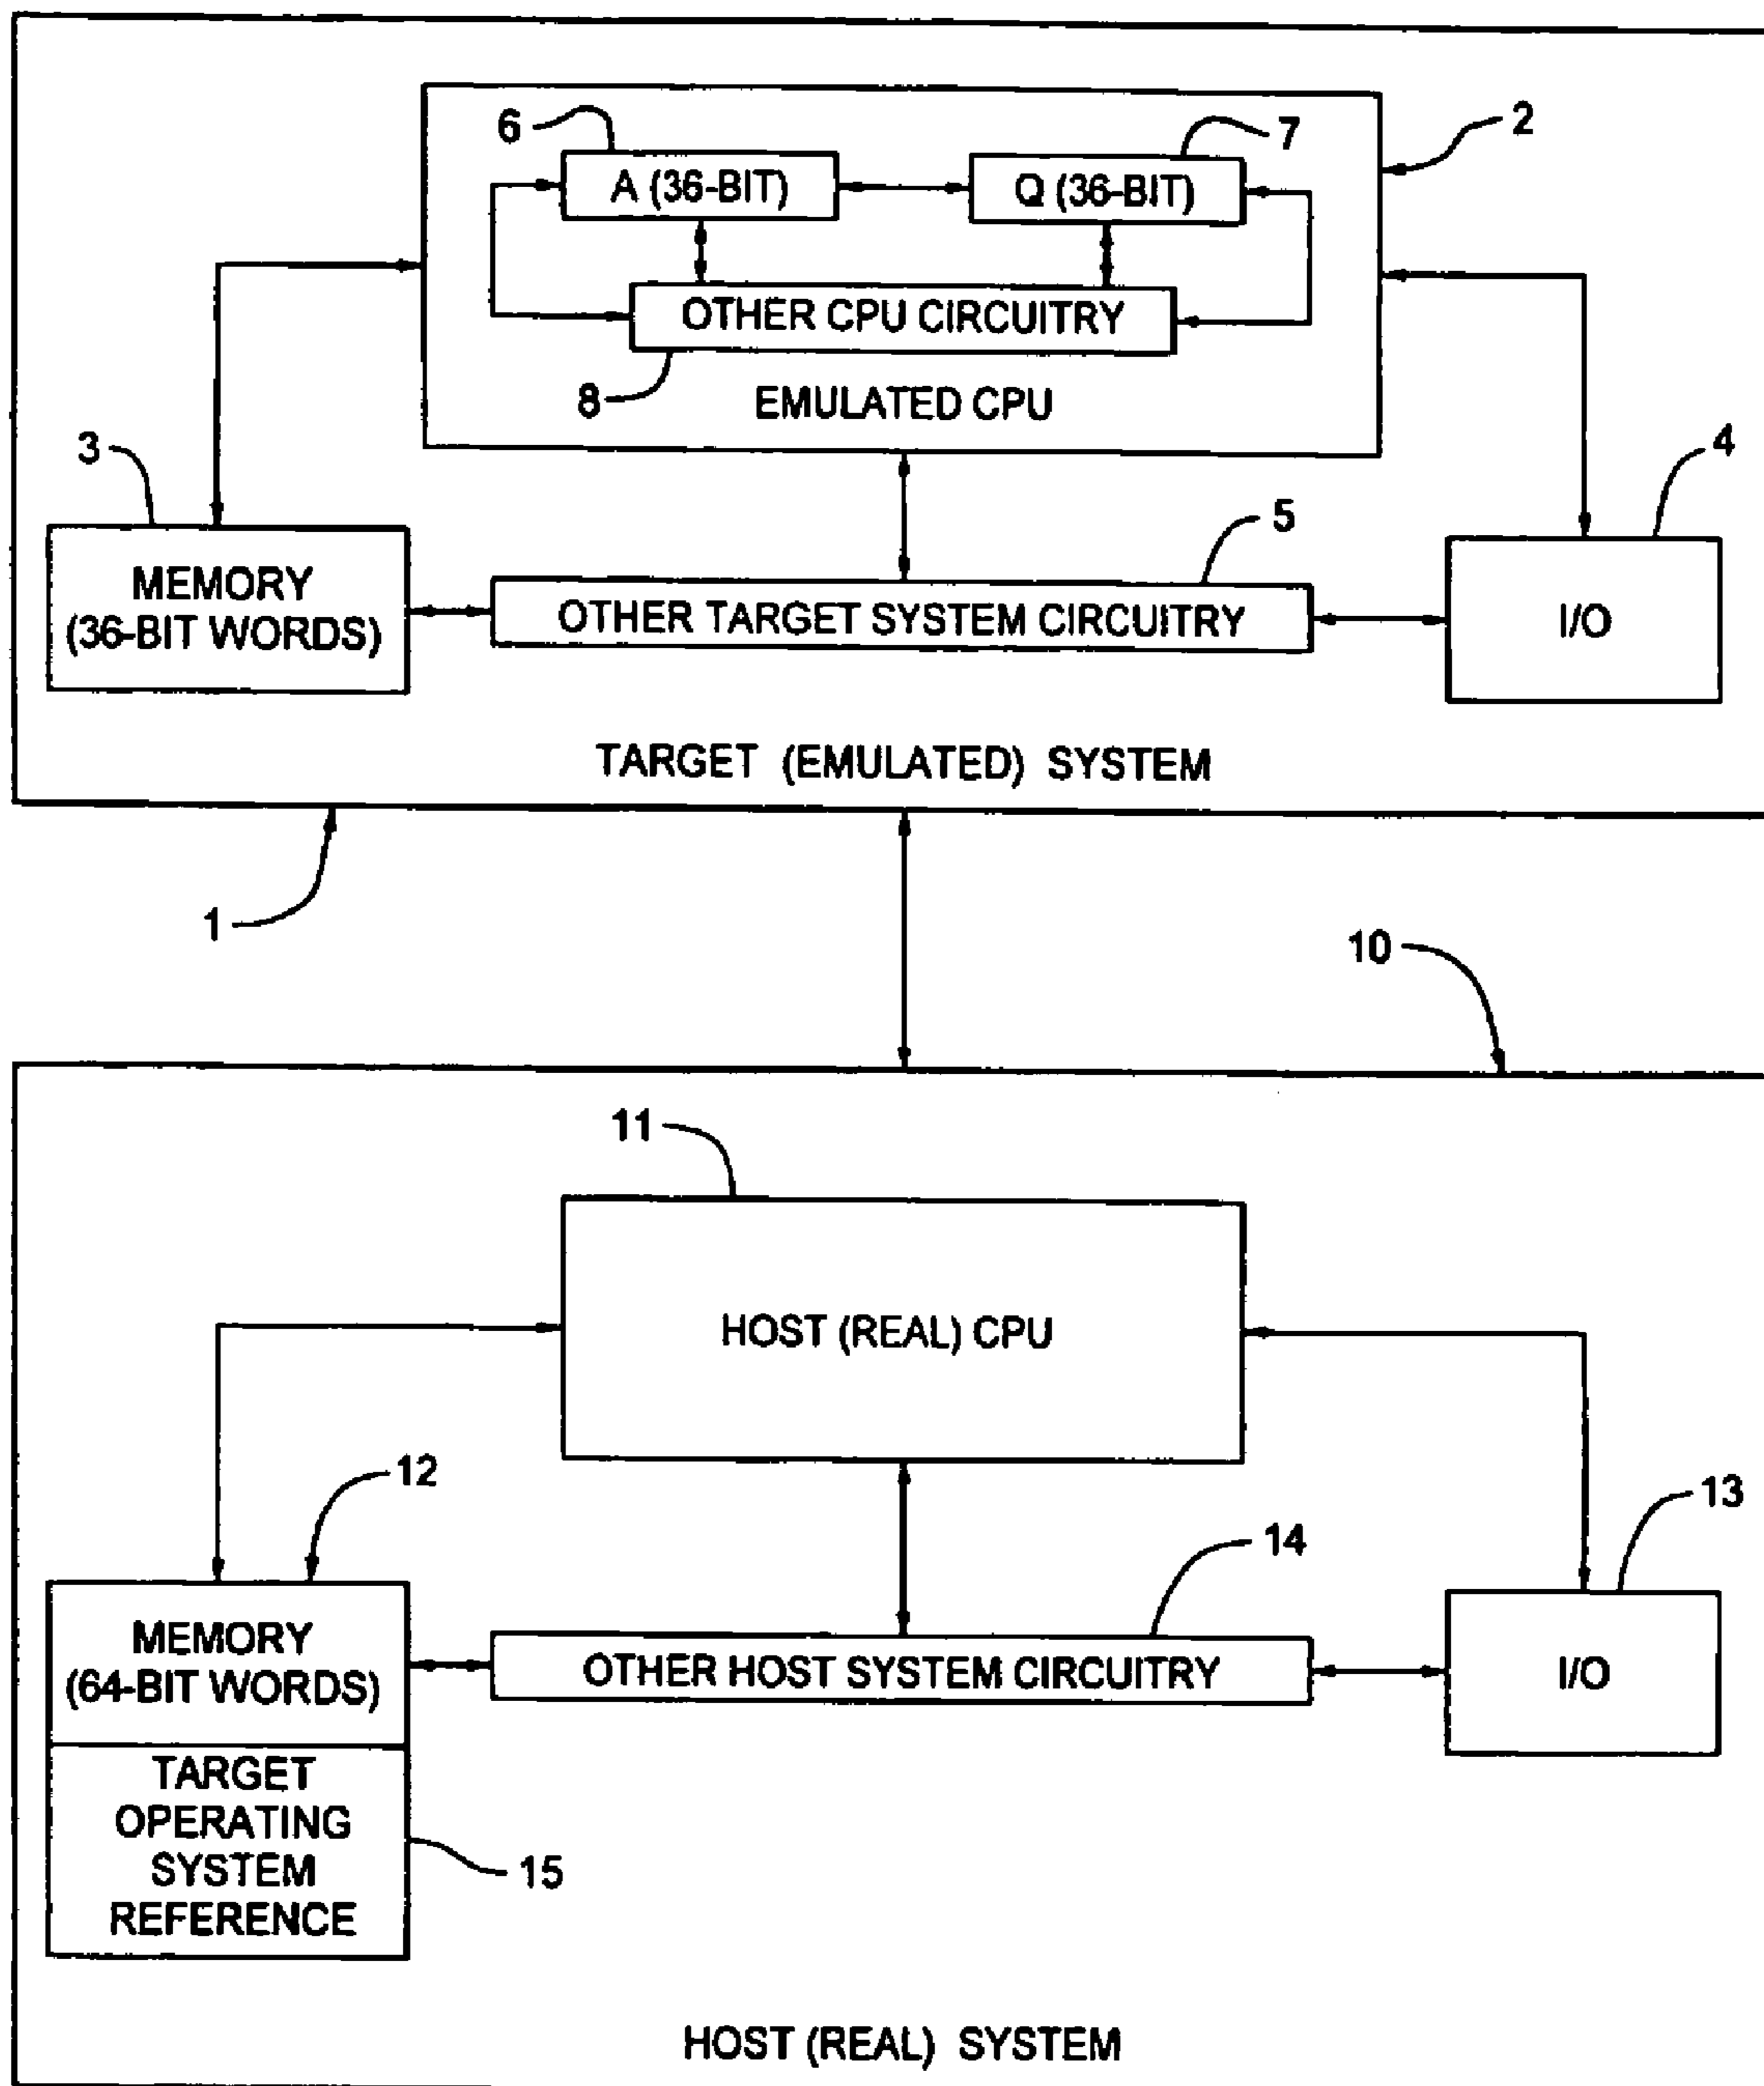 6
7
2
A (36-BIT)
Q (36-BIT)
OTHER CPU CIRCUITRY
8
EMULATED CPU
3
4
5
MEMORY
(36-BIT WORDS)
OTHER TARGET SYSTEM CIRCUITRY
I/O
TARGET (EMULATED) SYSTEM
1
10
11
HOST (REAL) CPU
12
13
14
MEMORY
(64-BIT WORDS)
OTHER HOST SYSTEM CIRCUITRY
I/O
TARGET
OPERATING
SYSTEM
REFERENCE
15
HOST (REAL) SYSTEM